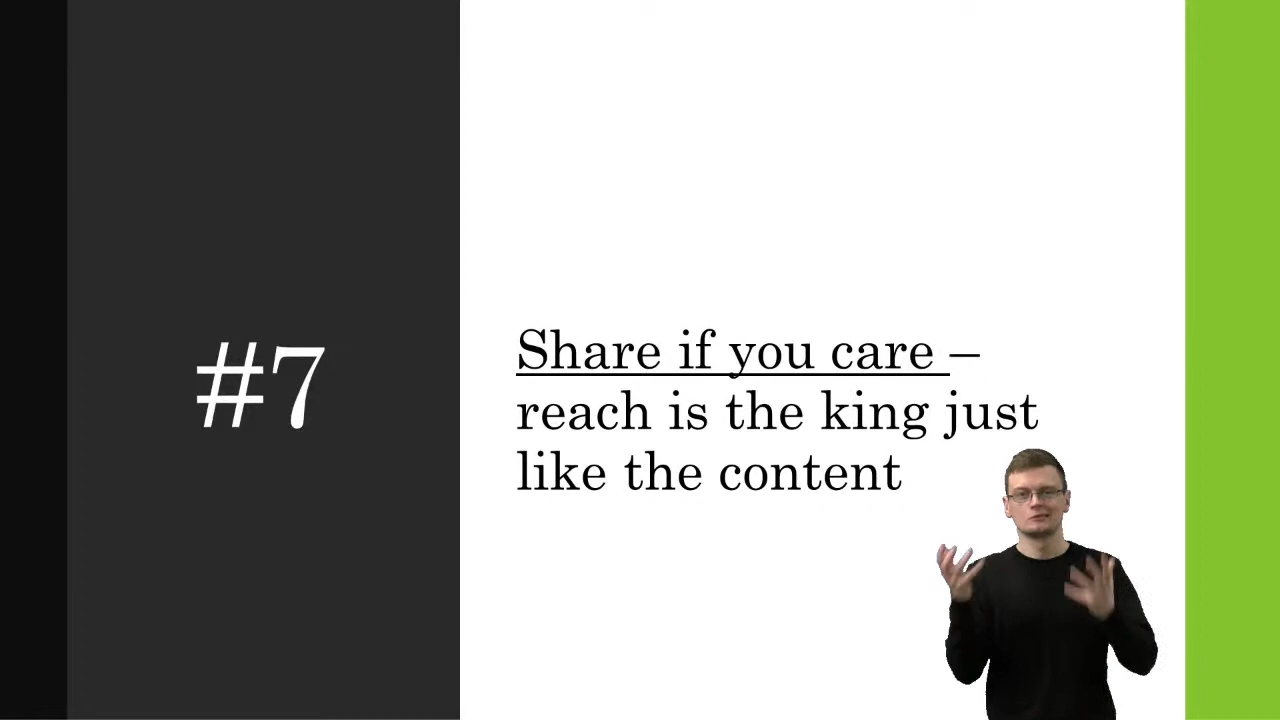 #7
Share if you care –
reach is the king just
like the content